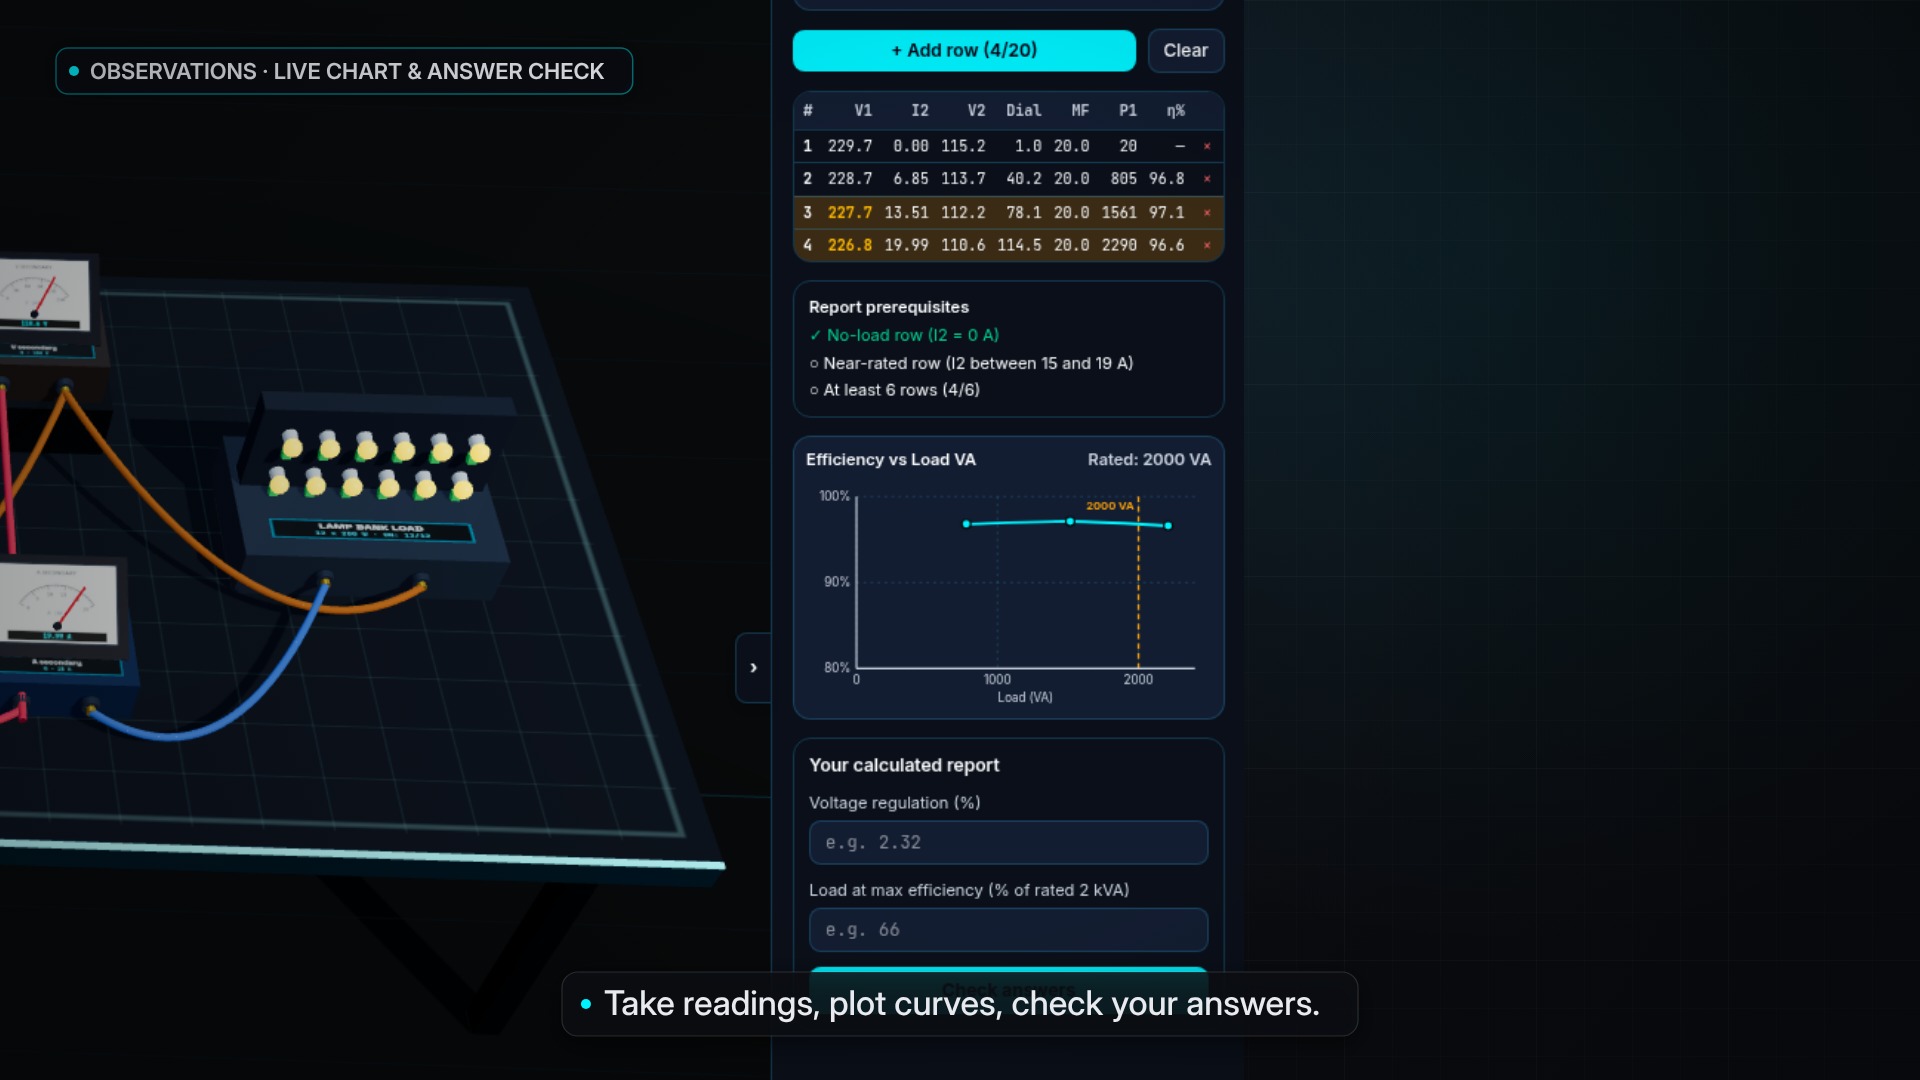 OBSERVATIONS · LIVE CHART & ANSWER CHECK
+ Add row (4/20)
Clear
# V1 I2 V2 Dial MF P1 η%
1 229.7 0.00 115.2 1.0 20.0 20 — ×
2 228.7 6.85 113.7 40.2 20.0 805 96.8 ×
3 227.7 13.51 112.2 78.1 20.0 1561 97.1 ×
4 226.8 19.99 110.6 114.5 20.0 2290 96.6 ×
Report prerequisites
✓ No-load row (I2 = 0 A)
○ Near-rated row (I2 between 15 and 19 A)
○ At least 6 rows (4/6)
Efficiency vs Load VA
Rated: 2000 VA
100%
2000 VA
90%
80%
0 1000 2000
Load (VA)
LAMP BANK LOAD
›
Your calculated report
Voltage regulation (%)
e.g. 2.32
Load at max efficiency (% of rated 2 kVA)
e.g. 66
Check answers
Take readings, plot curves, check your answers.